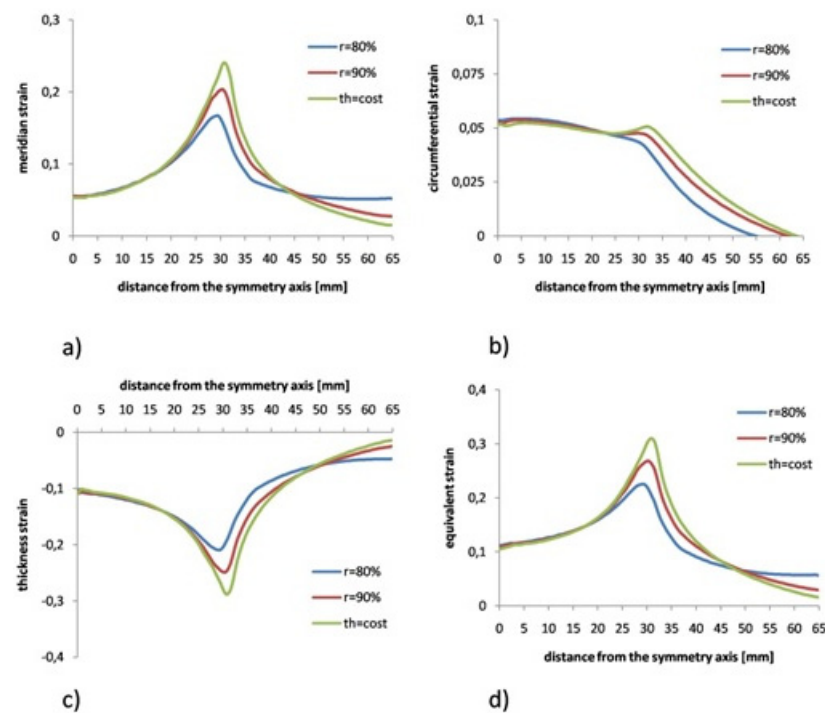 0,3
0,2
0,1
0
meridian strain
r=80%
r=90%
th=cost
0 5 10 15 20 25 30 35 40 45 50 55 60 65
distance from the symmetry axis [mm]
a)
0,1
0,075
0,05
0,025
0
circumferential strain
r=80%
r=90%
th=cost
0 5 10 15 20 25 30 35 40 45 50 55 60 65
distance from the symmetry axis [mm]
b)
distance from the symmetry axis [mm]
0 5 10 15 20 25 30 35 40 45 50 55 60 65
0
-0,1
-0,2
-0,3
-0,4
thickness strain
r=80%
r=90%
th=cost
c)
0,4
0,3
0,2
0,1
0
equivalent strain
r=80%
r=90%
th=cost
0 5 10 15 20 25 30 35 40 45 50 55 60 65
distance from the symmetry axis [mm]
d)